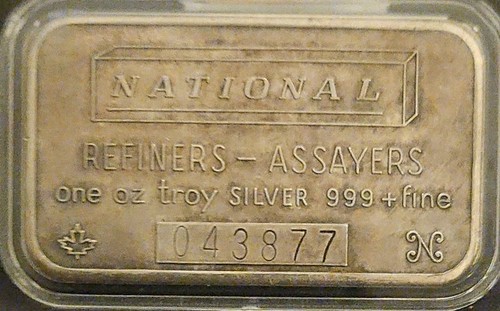 NATIONAL
REFINERS - ASSAYERS
one oz troy SILVER 999+fine
043877 N